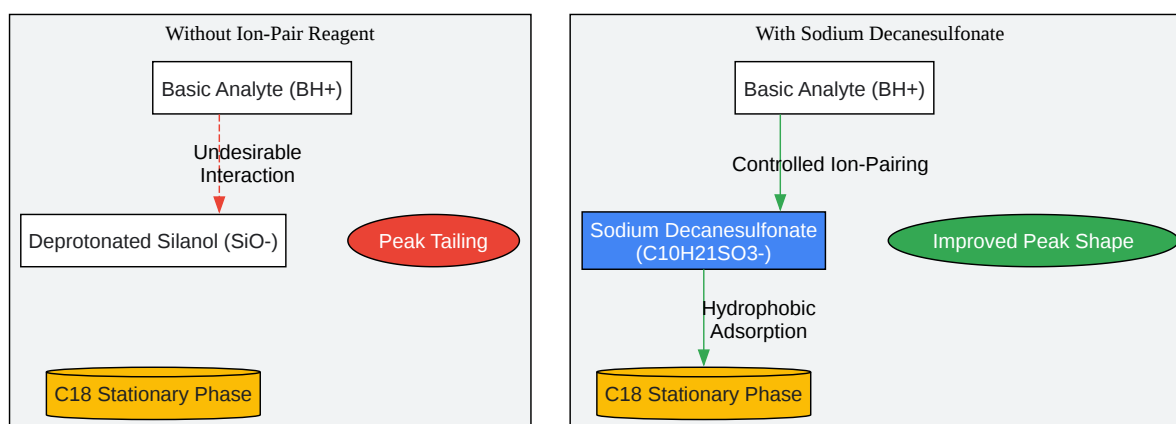 Without Ion-Pair Reagent
Basic Analyte (BH+)
Undesirable
Interaction
Deprotonated Silanol (SiO-)
Peak Tailing
C18 Stationary Phase
With Sodium Decanesulfonate
Basic Analyte (BH+)
Controlled Ion-Pairing
Sodium Decanesulfonate
(C10H21SO3-)
Improved Peak Shape
Hydrophobic
Adsorption
C18 Stationary Phase